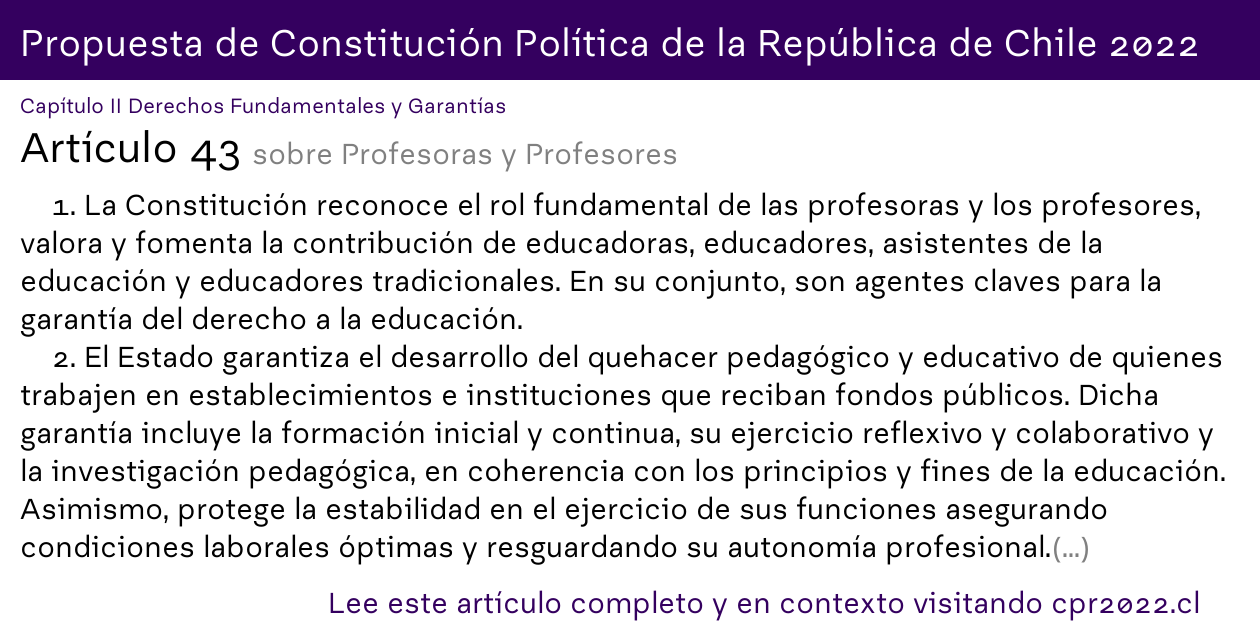 Propuesta de Constitución Política de la República de Chile 2022
Capítulo II Derechos Fundamentales y Garantías
Artículo 43 sobre Profesoras y Profesores
1. La Constitución reconoce el rol fundamental de las profesoras y los profesores,
valora y fomenta la contribución de educadoras, educadores, asistentes de la
educación y educadores tradicionales. En su conjunto, son agentes claves para la
garantía del derecho a la educación.
2. El Estado garantiza el desarrollo del quehacer pedagógico y educativo de quienes
trabajen en establecimientos e instituciones que reciban fondos públicos. Dicha
garantía incluye la formación inicial y continua, su ejercicio reflexivo y colaborativo y
la investigación pedagógica, en coherencia con los principios y fines de la educación.
Asimismo, protege la estabilidad en el ejercicio de sus funciones asegurando
condiciones laborales óptimas y resguardando su autonomía profesional.(...)
Lee este artículo completo y en contexto visitando cpr2022.cl